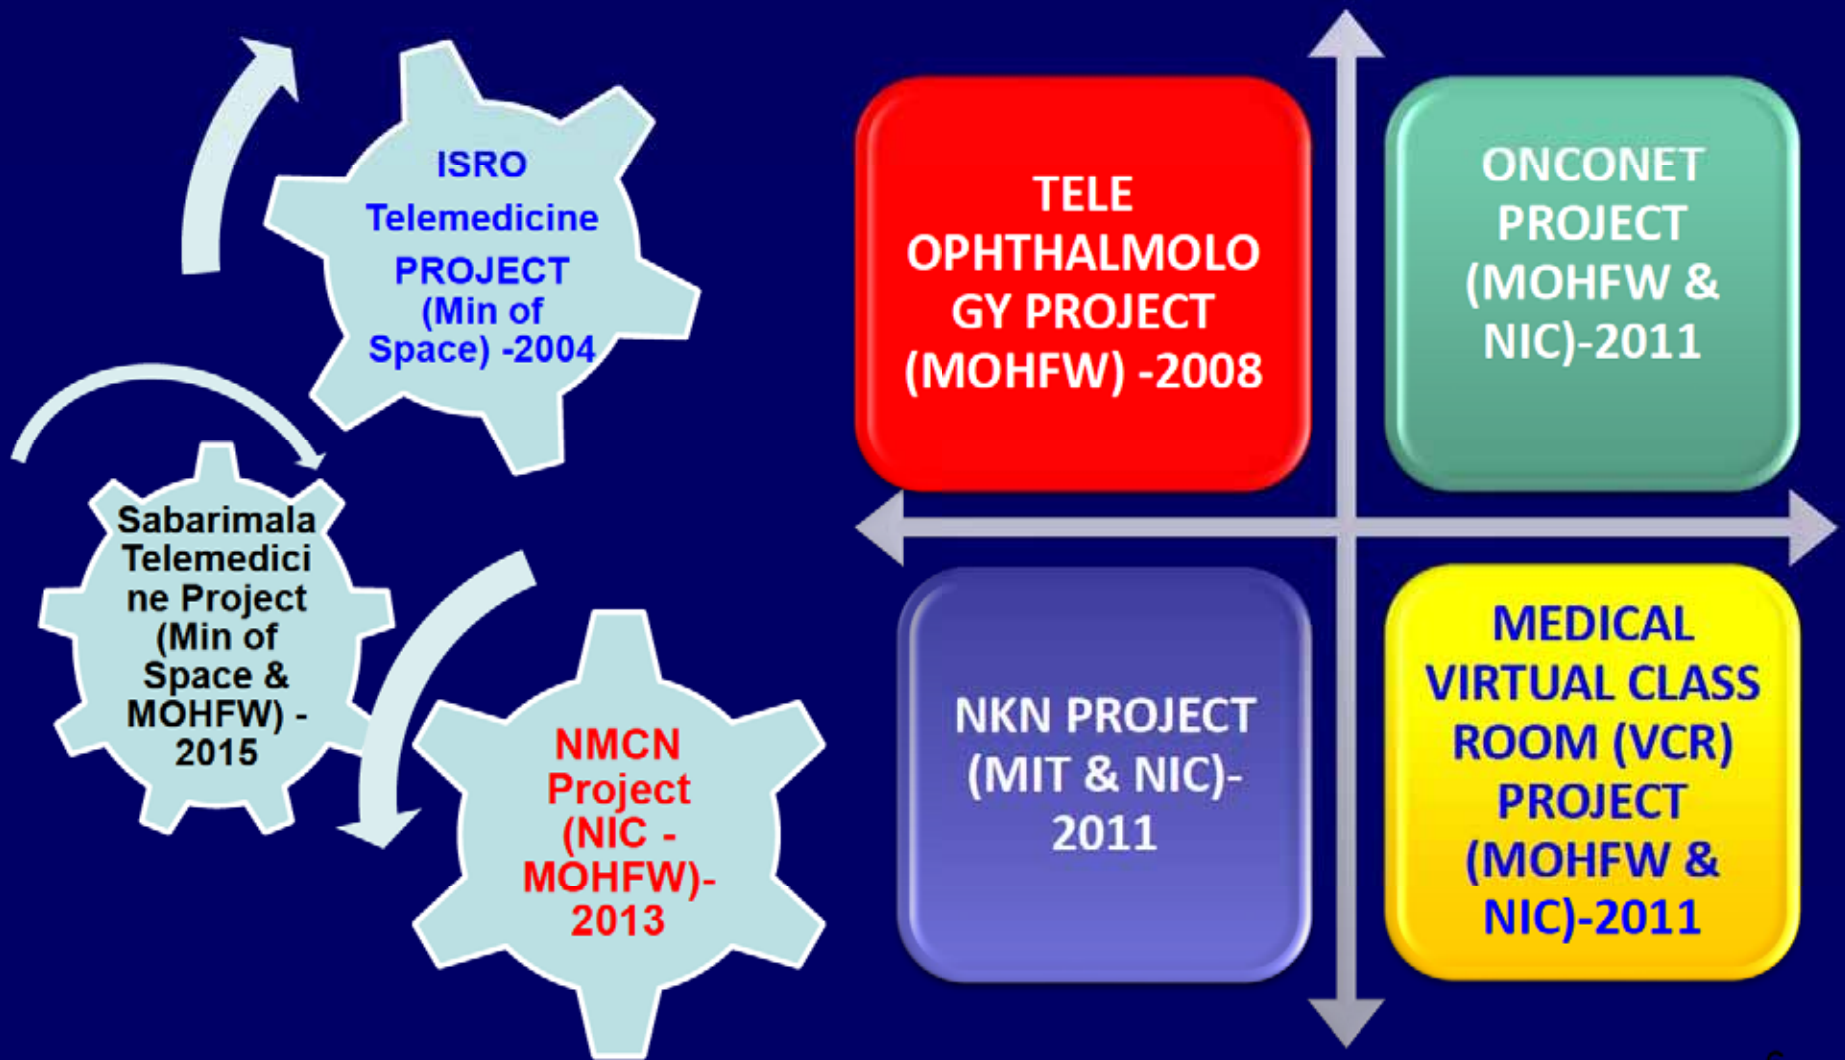 ISRO
Telemedicine
PROJECT
(Min of
Space) -2004
Sabarimala
Telemedici
ne Project
(Min of
Space &
MOHFW) -
2015
NMCN
Project
(NIC -
MOHFW)-
2013
TELE
OPHTHALMOLO
GY PROJECT
(MOHFW) -2008
ONCONET
PROJECT
(MOHFW &
NIC)-2011
NKN PROJECT
(MIT & NIC)-
2011
MEDICAL
VIRTUAL CLASS
ROOM (VCR)
PROJECT
(MOHFW &
NIC)-2011